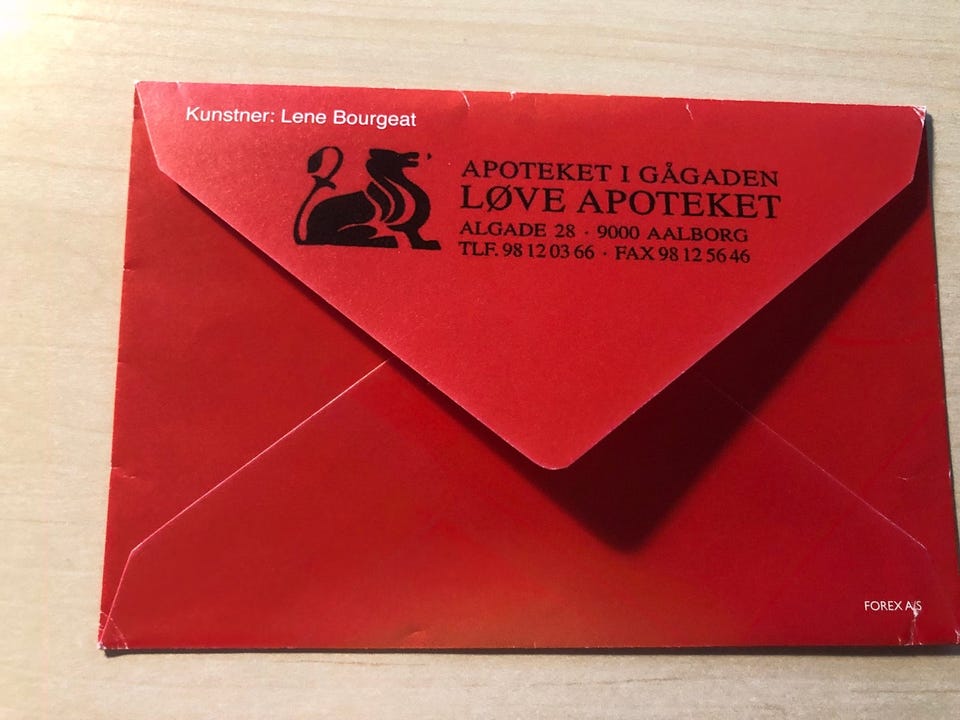 Kunstner: Lene Bourgeat
APOTEKET I GÅGADEN
LØVE APOTEKET
ALGADE 28 · 9000 AALBORG
TLF. 98 12 03 66 · FAX 98 12 56 46
FOREX A/S